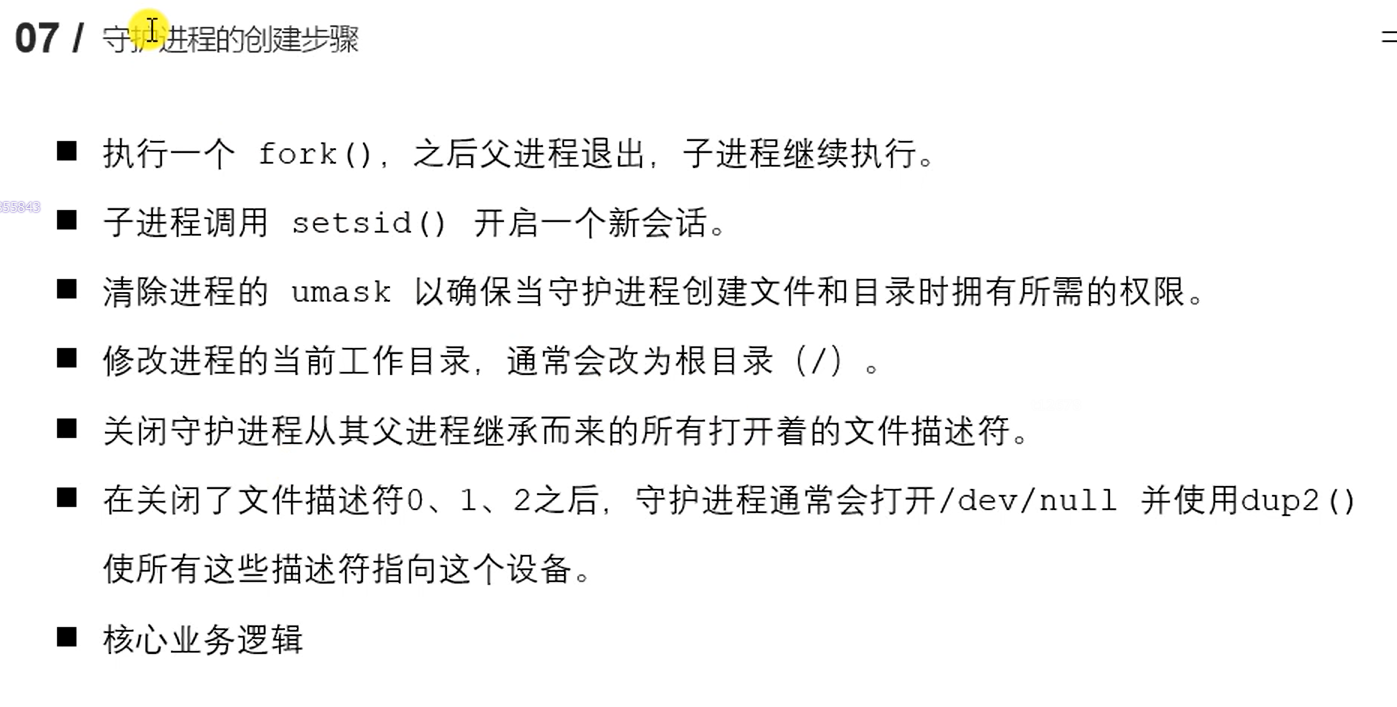 07 / 守护进程的创建步骤
执行一个 fork()，之后父进程退出，子进程继续执行。
355843
子进程调用 setsid() 开启一个新会话。
清除进程的 umask 以确保当守护进程创建文件和目录时拥有所需的权限。
修改进程的当前工作目录，通常会改为根目录（/）。
关闭守护进程从其父进程继承而来的所有打开着的文件描述符。
在关闭了文件描述符0、1、2之后，守护进程通常会打开/dev/null 并使用dup2()
使所有这些描述符指向这个设备。
核心业务逻辑